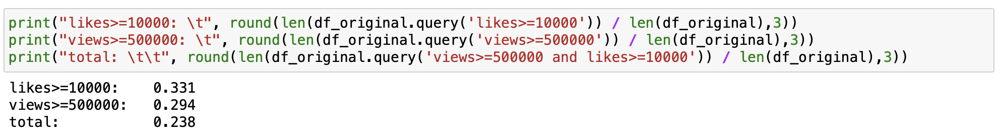 print("likes>=10000: \t", round(len(df_original.query('likes>=10000')) / len(df_original),3))
print("views>=500000: \t", round(len(df_original.query('views>=500000')) / len(df_original),3))
print("total: \t\t", round(len(df_original.query('views>=500000 and likes>=10000')) / len(df_original),3))
likes>=10000:    0.331
views>=500000:   0.294
total:           0.238